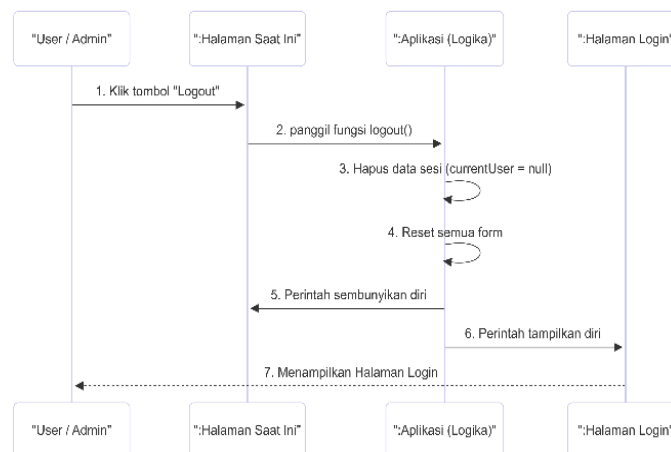 "User / Admin"
":Halaman Saat Ini"
":Aplikasi (Logika)"
":Halaman Login"
1. Klik tombol "Logout"
2. panggil fungsi logout()
3. Hapus data sesi (currentUser = null)
4. Reset semua form
5. Perintah sembunyikan diri
6. Perintah tampilkan diri
7. Menampilkan Halaman Login
"User / Admin"
":Halaman Saat Ini"
":Aplikasi (Logika)"
":Halaman Login"